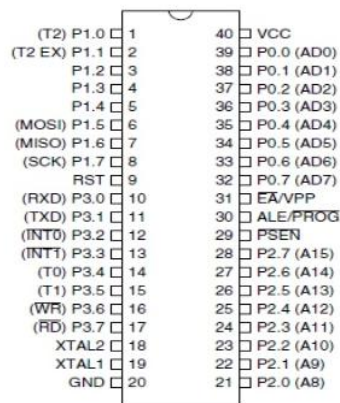 (T2) P1.0 1 40 VCC
(T2 EX) P1.1 2 39 P0.0 (AD0)
P1.2 3 38 P0.1 (AD1)
P1.3 4 37 P0.2 (AD2)
P1.4 5 36 P0.3 (AD3)
(MOSI) P1.5 6 35 P0.4 (AD4)
(MISO) P1.6 7 34 P0.5 (AD5)
(SCK) P1.7 8 33 P0.6 (AD6)
RST 9 32 P0.7 (AD7)
(RXD) P3.0 10 31 E̅A̅/VPP
(TXD) P3.1 11 30 ALE/P̅R̅O̅G̅
(I̅N̅T̅0̅) P3.2 12 29 P̅S̅E̅N̅
(I̅N̅T̅1̅) P3.3 13 28 P2.7 (A15)
(T0) P3.4 14 27 P2.6 (A14)
(T1) P3.5 15 26 P2.5 (A13)
(W̅R̅) P3.6 16 25 P2.4 (A12)
(R̅D̅) P3.7 17 24 P2.3 (A11)
XTAL2 18 23 P2.2 (A10)
XTAL1 19 22 P2.1 (A9)
GND 20 21 P2.0 (A8)